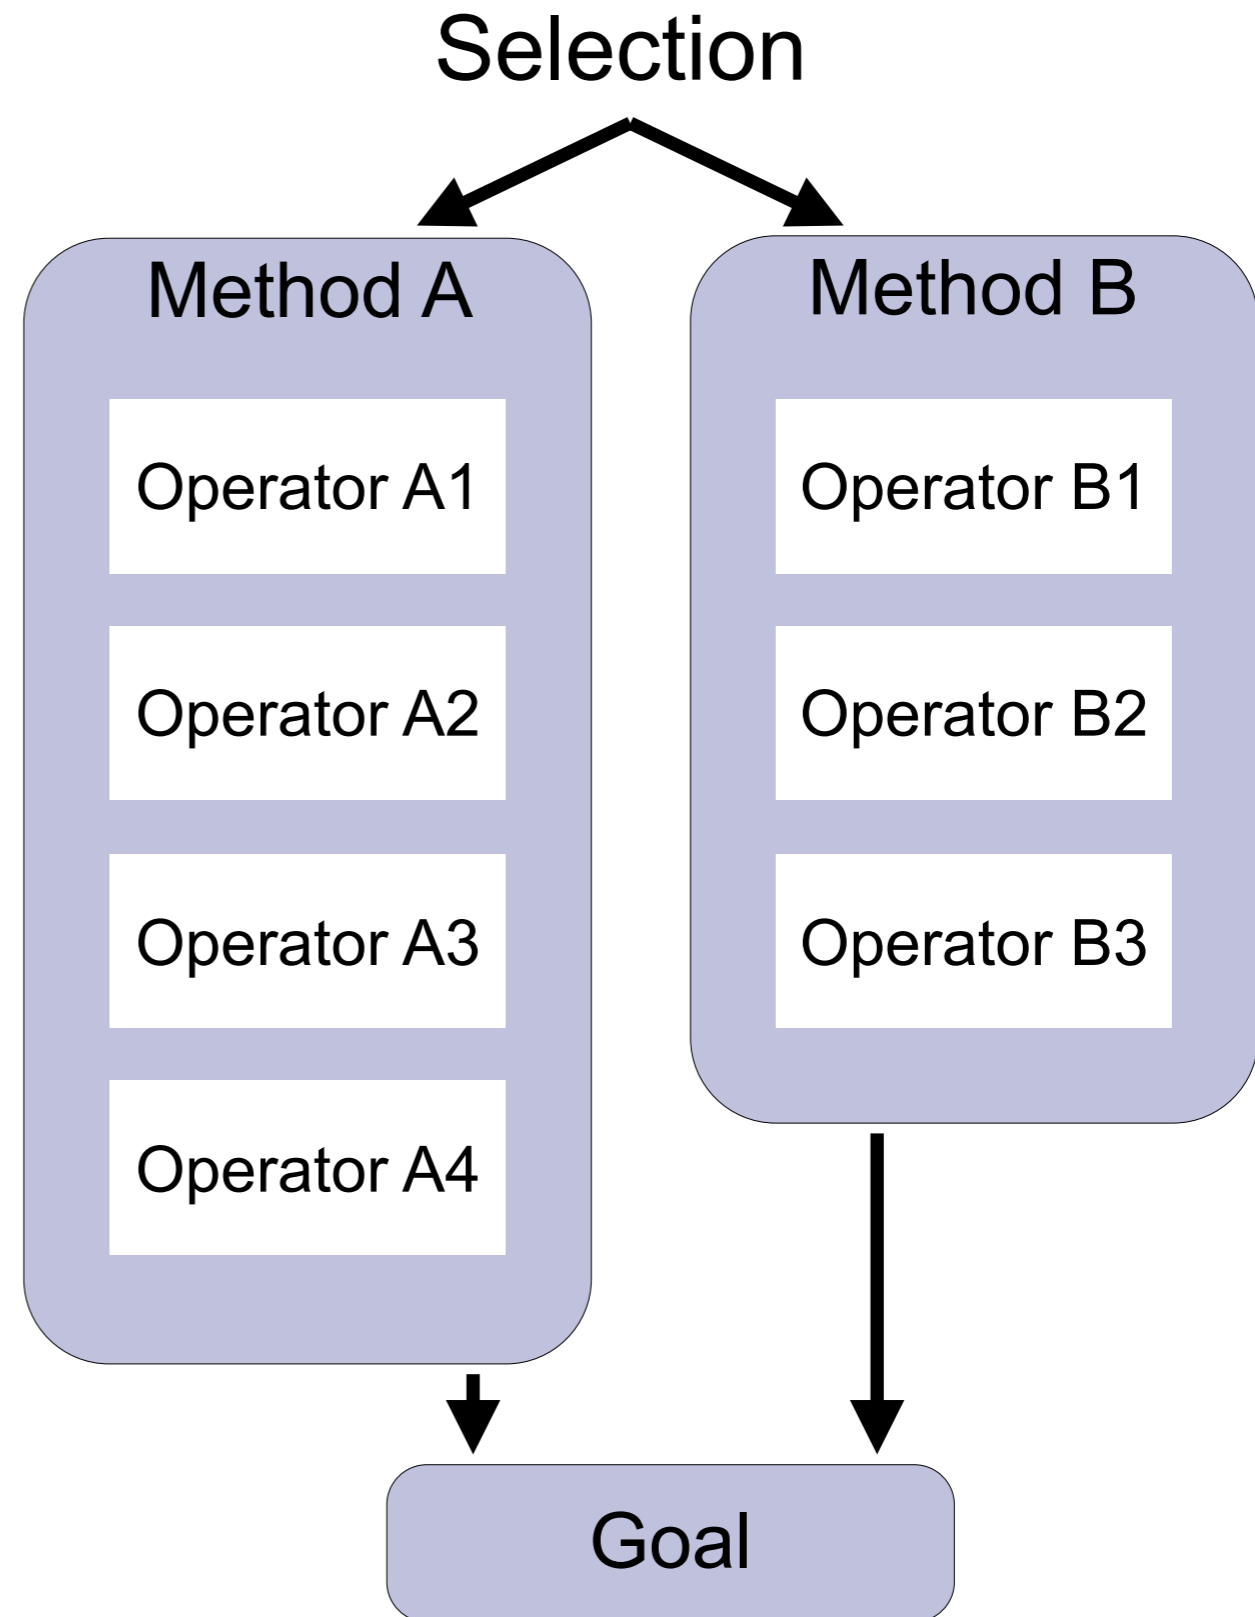 Selection
Method A
Operator A1
Operator A2
Operator A3
Operator A4
Method B
Operator B1
Operator B2
Operator B3
Goal